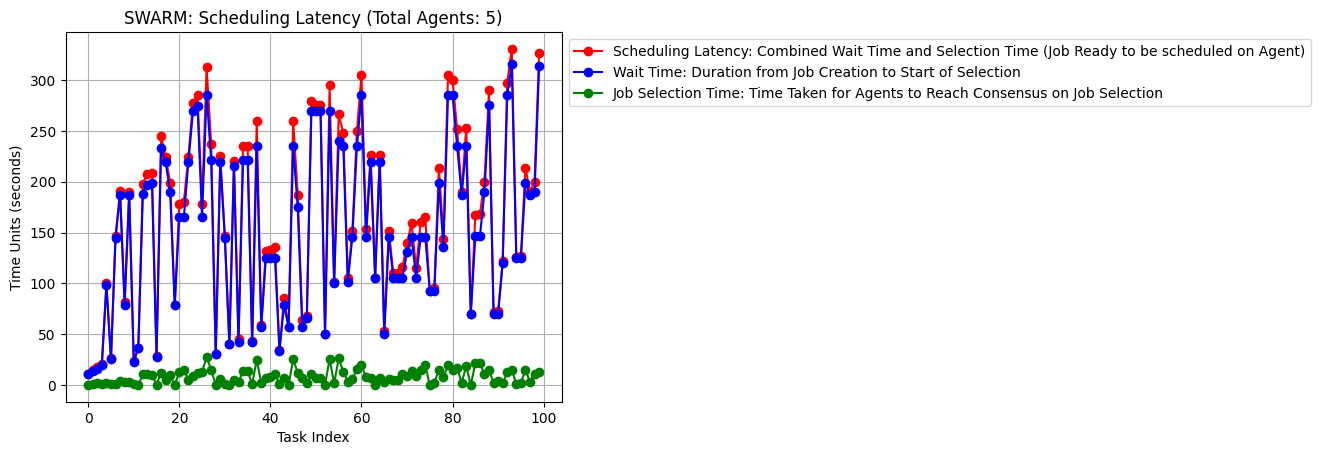 SWARM: Scheduling Latency (Total Agents: 5)
Scheduling Latency: Combined Wait Time and Selection Time (Job Ready to be scheduled on Agent)
Wait Time: Duration from Job Creation to Start of Selection
Job Selection Time: Time Taken for Agents to Reach Consensus on Job Selection
Time Units (seconds)
300
250
200
150
100
50
0
0 20 40 60 80 100
Task Index